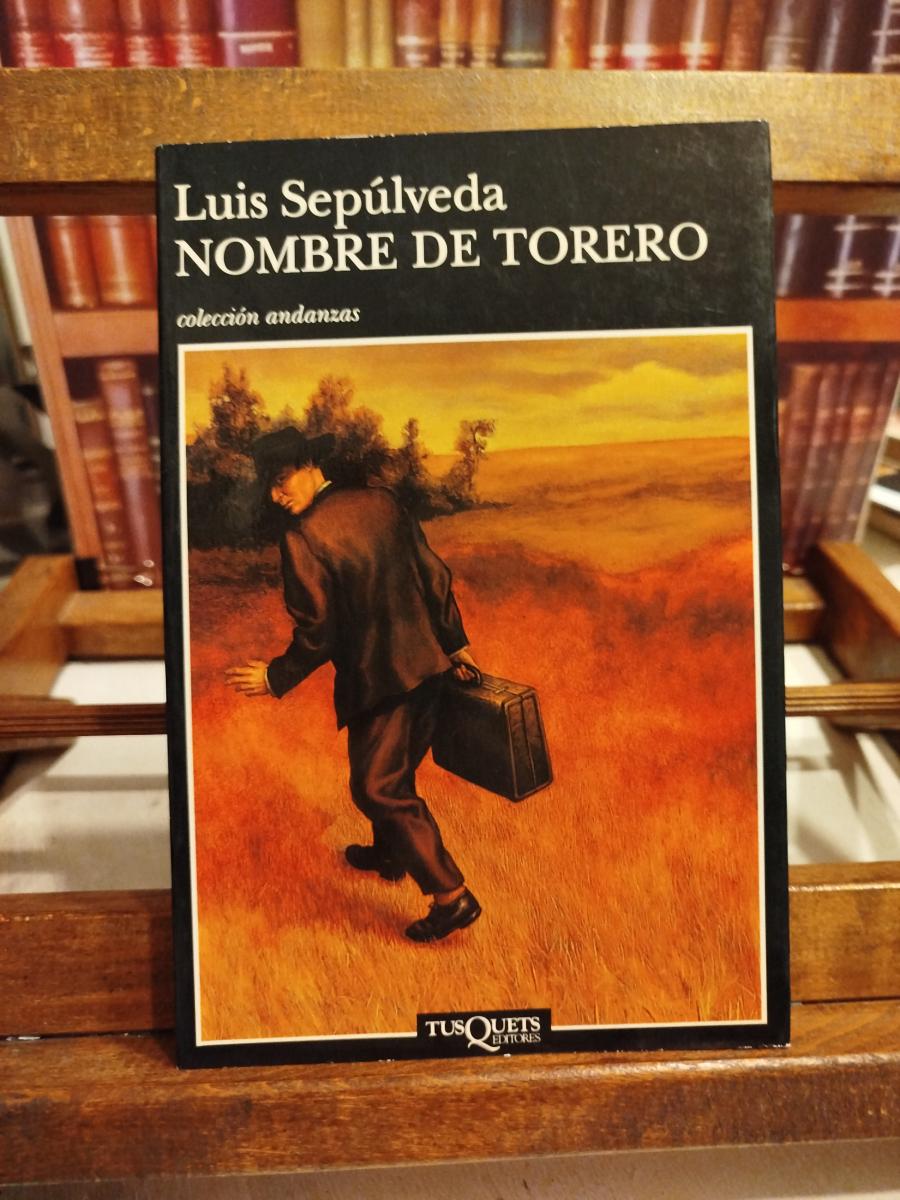 Luis Sepúlveda
NOMBRE DE TORERO
colección andanzas
TUSQUETS
EDITORES